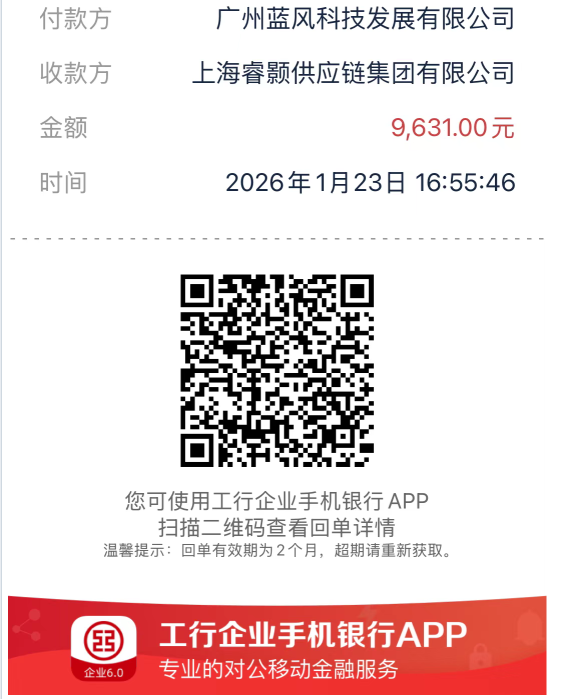 付款方 广州蓝风科技发展有限公司
收款方 上海睿颢供应链集团有限公司
金额 9,631.00元
时间 2026年1月23日 16:55:46
您可使用工行企业手机银行APP
扫描二维码查看回单详情
温馨提示：回单有效期为2个月，超期请重新获取。
企业6.0
工行企业手机银行APP
专业的对公移动金融服务